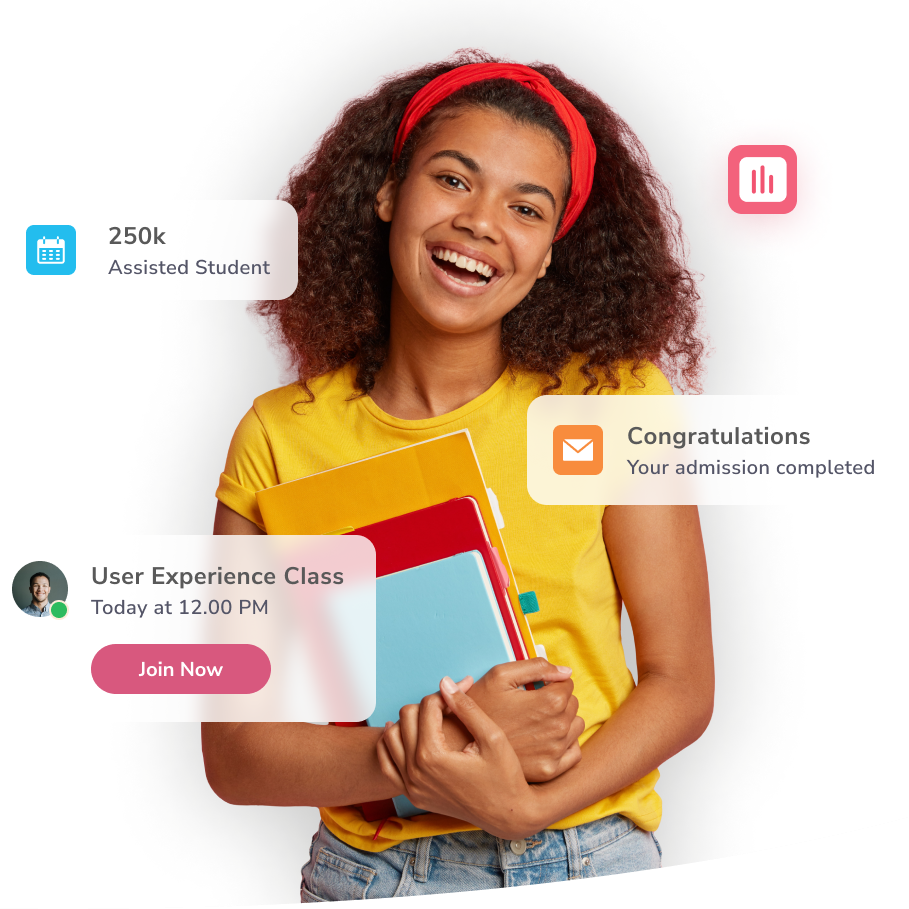 250k
Assisted Student
Congratulations
Your admission completed
User Experience Class
Today at 12.00 PM
Join Now